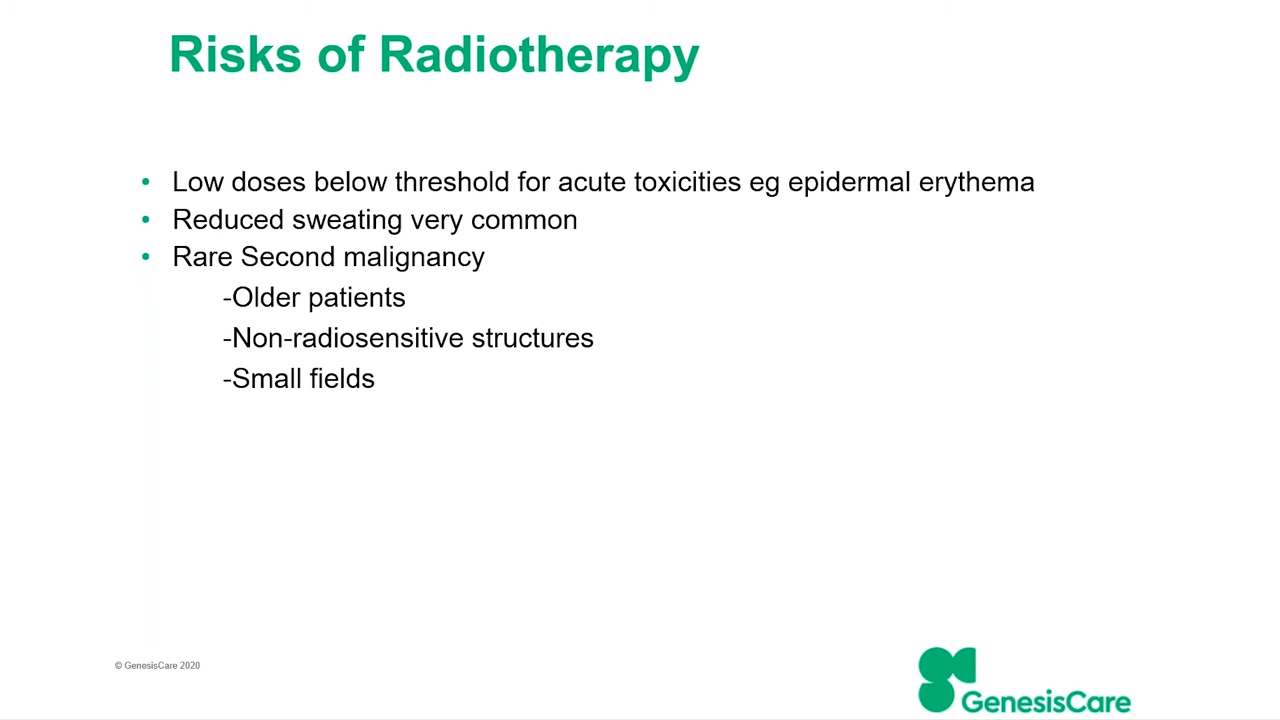 Risks of Radiotherapy
• Low doses below threshold for acute toxicities eg epidermal erythema
• Reduced sweating very common
• Rare Second malignancy
-Older patients
-Non-radiosensitive structures
-Small fields
© GenesisCare 2020
GenesisCare